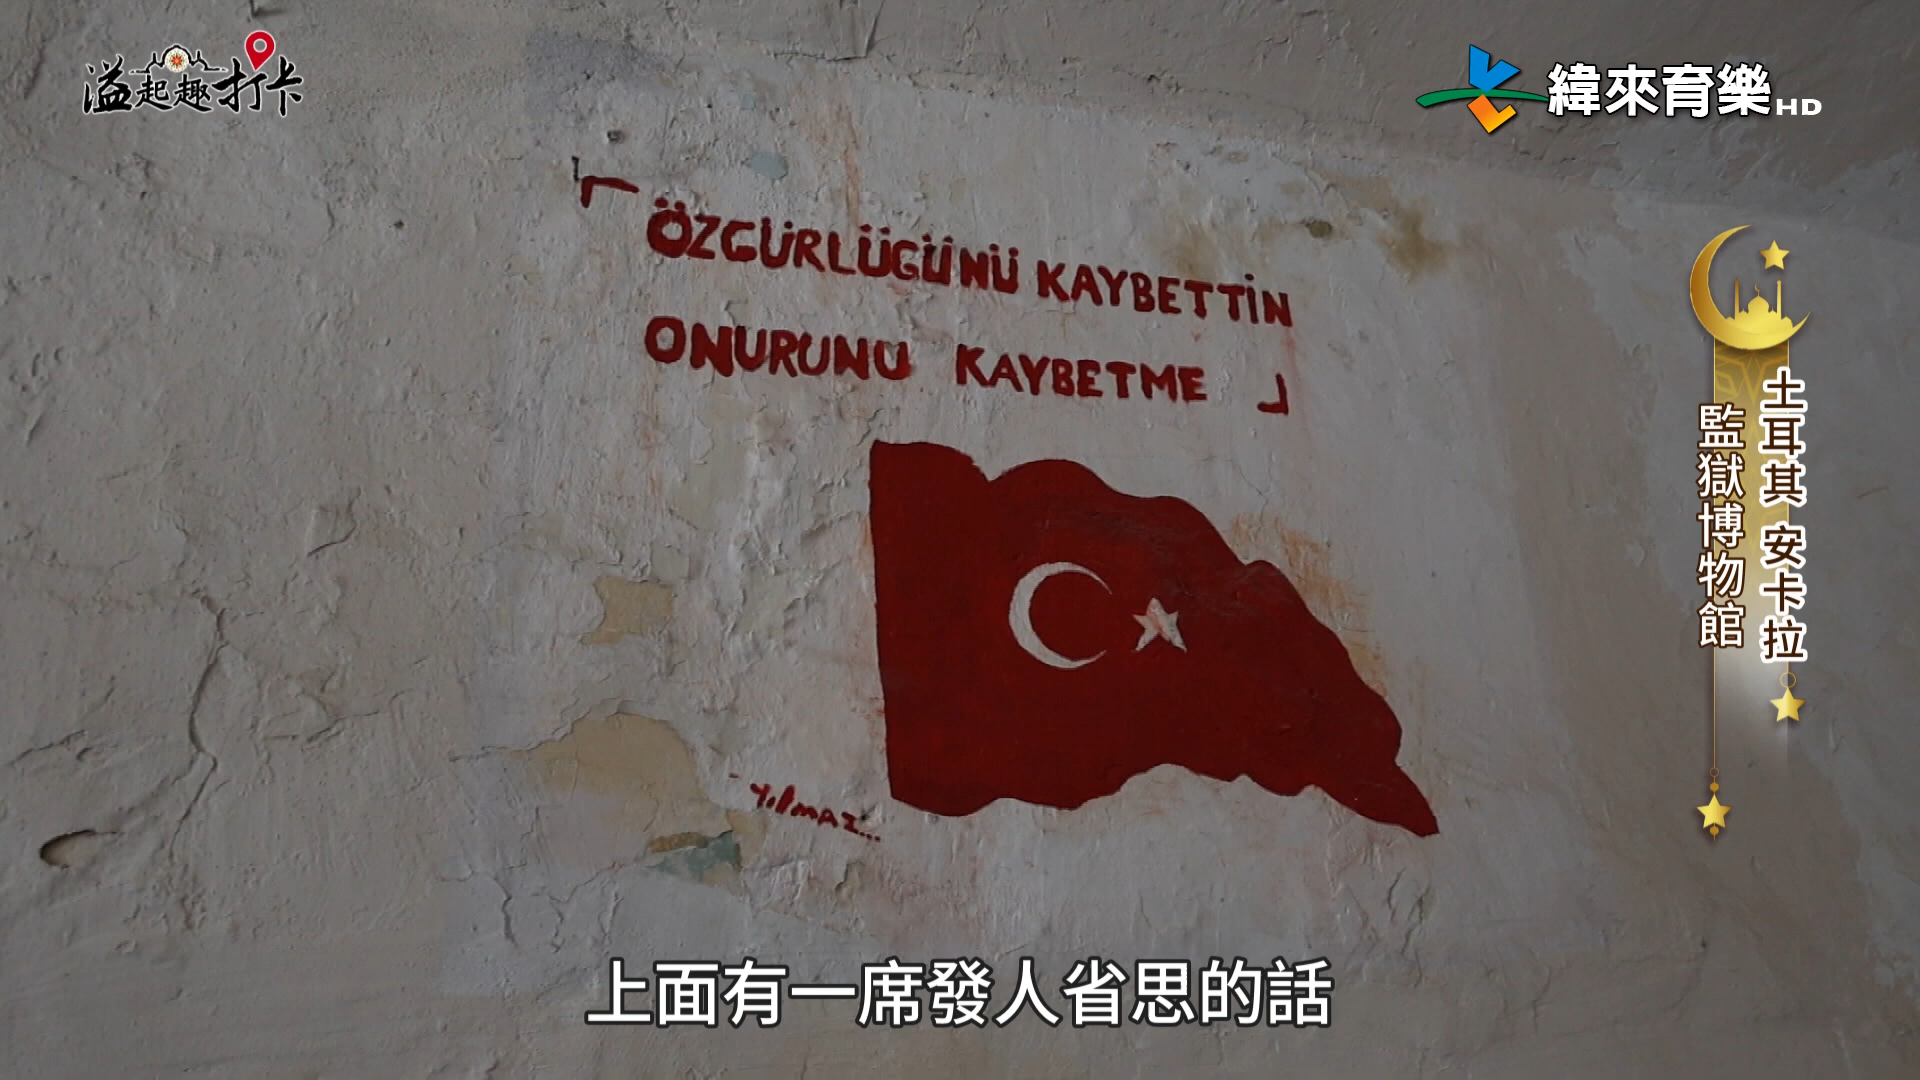 溢起趣打卡
緯來育樂HD
「ÖZGÜRLÜGÜNÜ KAYBETTİN
ONURUNU KAYBETME」
Yılmaz...
土耳其 安卡拉
監獄博物館
上面有一席發人省思的話